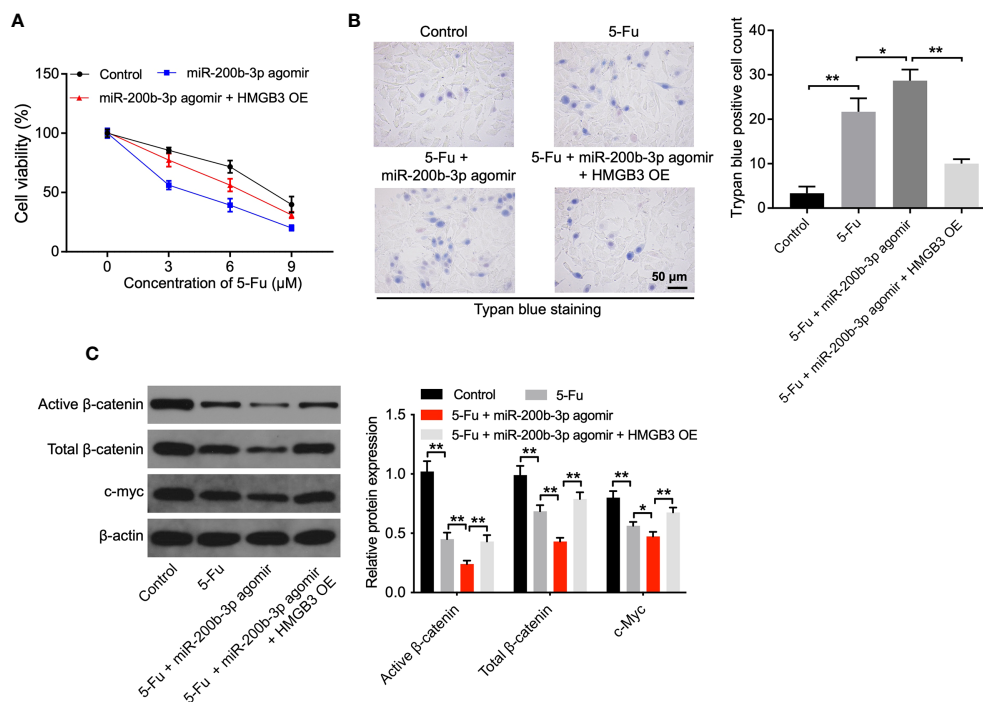 A
Control
miR-200b-3p agomir
miR-200b-3p agomir + HMGB3 OE
150
100
50
0
Cell viability (%)
0 3 6 9
Concentration of 5-Fu (μM)
B
Control
5-Fu
5-Fu +
miR-200b-3p agomir
5-Fu + miR-200b-3p agomir
+ HMGB3 OE
50 μm
Typan blue staining
Trypan blue positive cell count
40
30
20
10
0
**
*
**
Control
5-Fu
5-Fu + miR-200b-3p agomir
5-Fu + miR-200b-3p agomir + HMGB3 OE
C
Active β-catenin
Total β-catenin
c-myc
β-actin
Control
5-Fu
5-Fu + miR-200b-3p agomir
5-Fu + miR-200b-3p agomir
+ HMGB3 OE
Control
5-Fu
5-Fu + miR-200b-3p agomir
5-Fu + miR-200b-3p agomir + HMGB3 OE
Relative protein expression
1.5
1.0
0.5
0.0
**
**
**
**
**
**
**
*
**
Active β-catenin
Total β-catenin
c-Myc